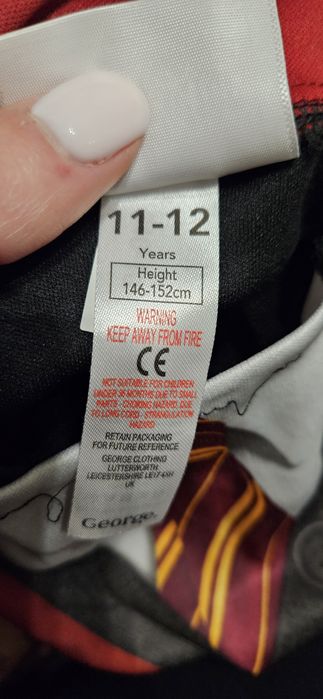 11-12
Years
Height
146-152cm
WARNING
KEEP AWAY FROM FIRE
CE
NOT SUITABLE FOR CHILDREN
UNDER 36 MONTHS DUE TO SMALL
PARTS - CHOKING HAZARD. DUE
TO LONG CORD - STRANGULATION
HAZARD
RETAIN PACKAGING
FOR FUTURE REFERENCE
GEORGE CLOTHING
LUTTERWORTH
LEICESTERSHIRE LE17 4XH
UK
George.